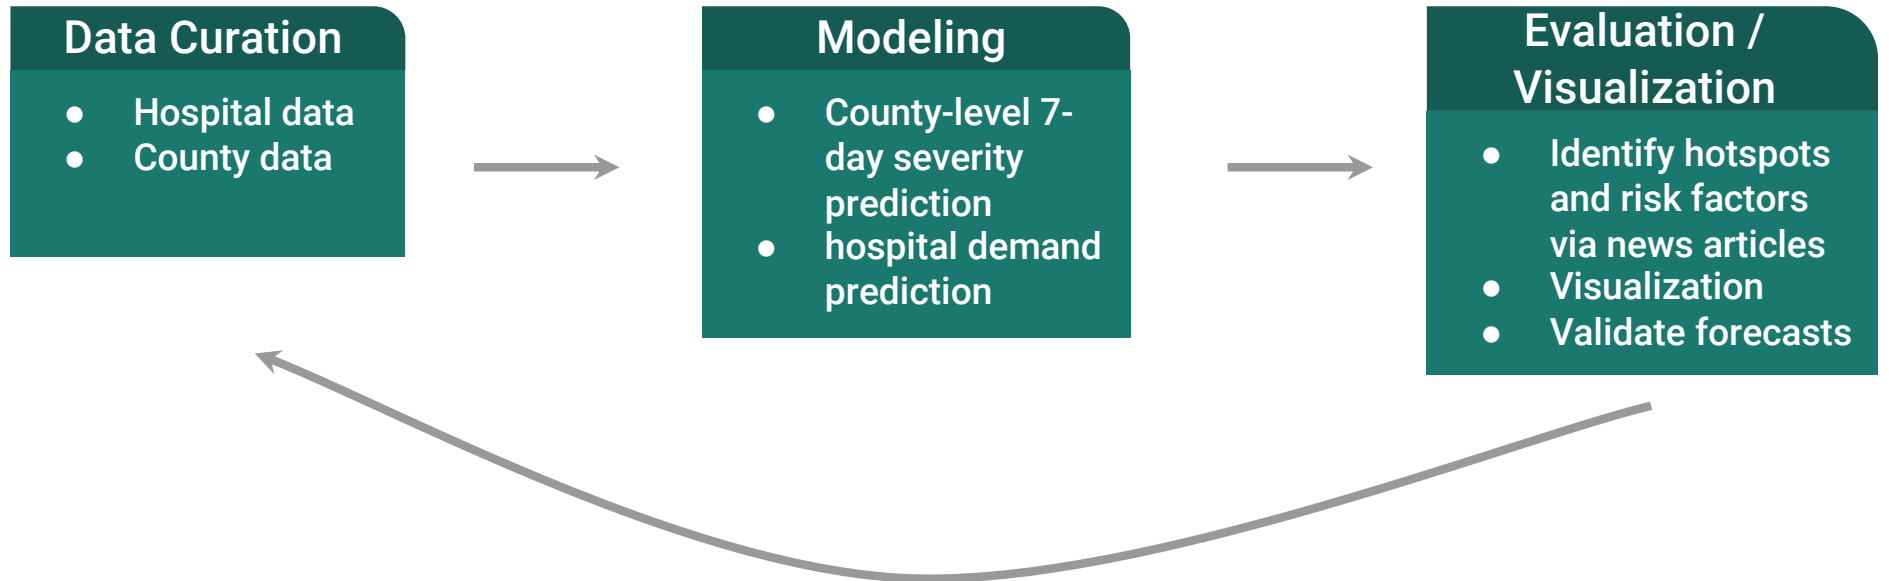 Data Curation
● Hospital data
● County data
Modeling
● County-level 7-
day severity
prediction
● hospital demand
prediction
Evaluation /
Visualization
● Identify hotspots
and risk factors
via news articles
● Visualization
● Validate forecasts